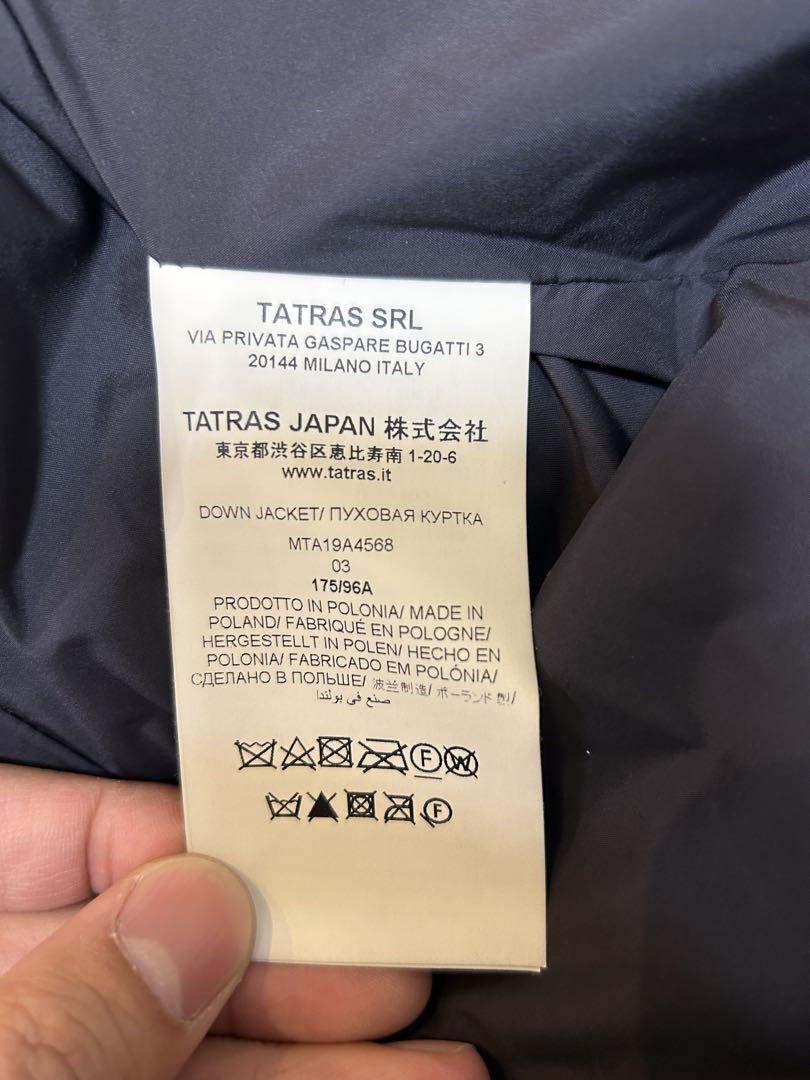 TATRAS SRL
VIA PRIVATA GASPARE BUGATTI 3
20144 MILANO ITALY
TATRAS JAPAN 株式会社
東京都渋谷区恵比寿南 1-20-6
www.tatras.it
DOWN JACKET/ ПУХОВАЯ КУРТКА
MTA19A4568
03
175/96A
PRODOTTO IN POLONIA/ MADE IN
POLAND/ FABRIQUÉ EN POLOGNE/
HERGESTELLT IN POLEN/ HECHO EN
POLONIA/ FABRICADO EM POLÓNIA/
СДЕЛАНО В ПОЛЬШЕ/ 波兰制造/ ポーランド製/
صنع في بولندا
F W
F